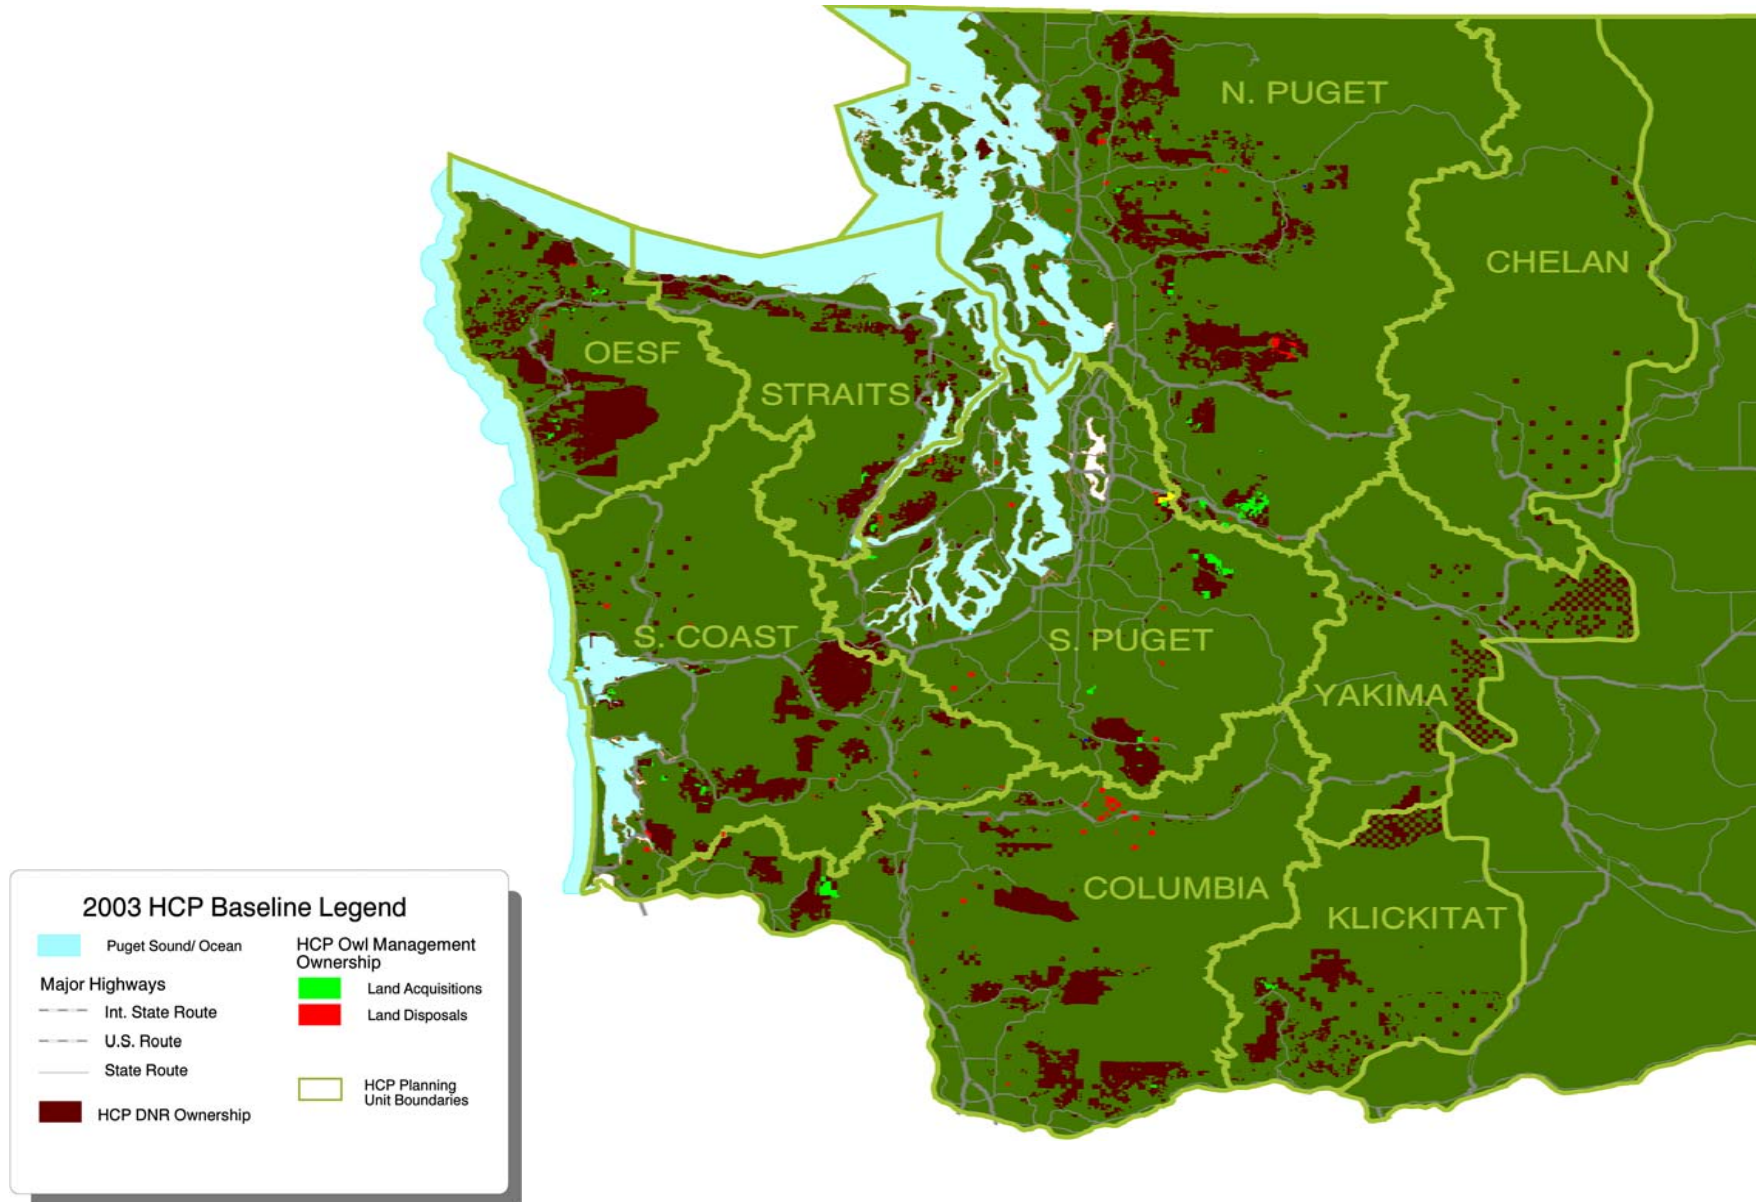 N. PUGET
CHELAN
OESF
STRAITS
S. COAST
S. PUGET
YAKIMA
COLUMBIA
KLICKITAT
2003 HCP Baseline Legend
Puget Sound/ Ocean
Major Highways
Int. State Route
U.S. Route
State Route
HCP DNR Ownership
HCP Owl Management
Ownership
Land Acquisitions
Land Disposals
HCP Planning
Unit Boundaries